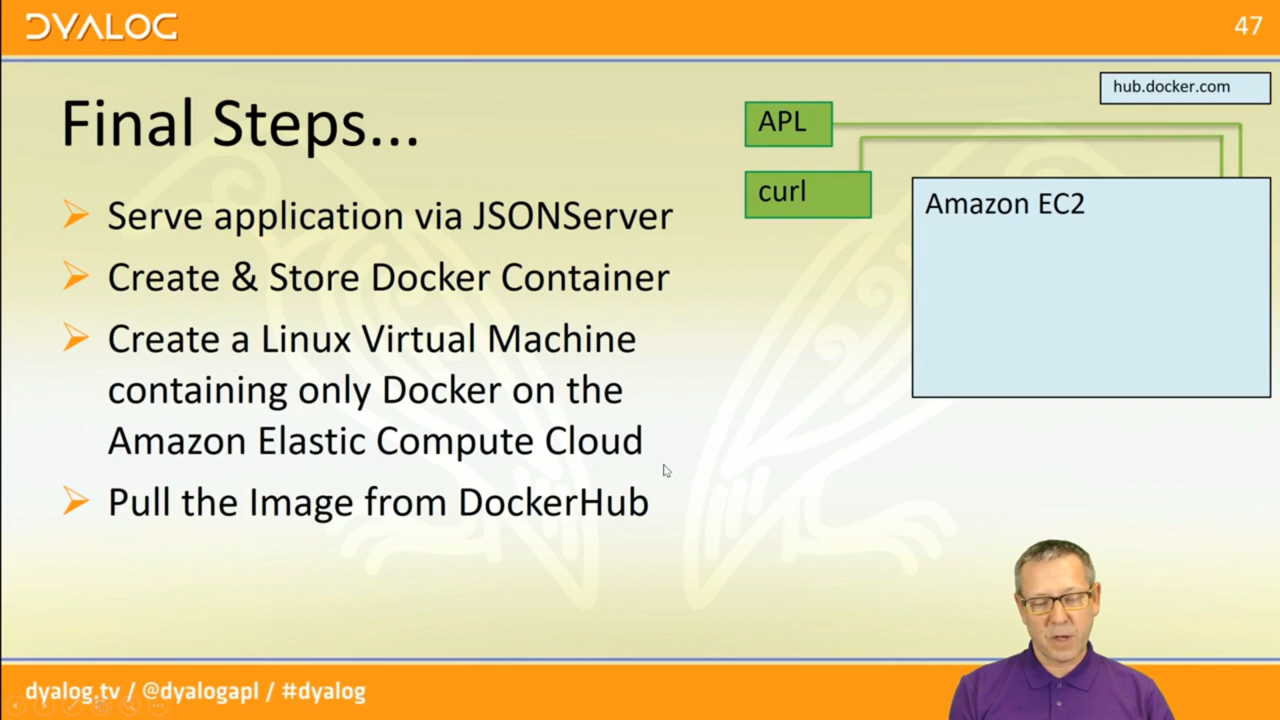 DYALOG
47
Final Steps...
Serve application via JSONServer
Create & Store Docker Container
Create a Linux Virtual Machine
containing only Docker on the
Amazon Elastic Compute Cloud
Pull the Image from DockerHub
hub.docker.com
APL
curl
Amazon EC2
dyalog.tv / @dyalogapl / #dyalog